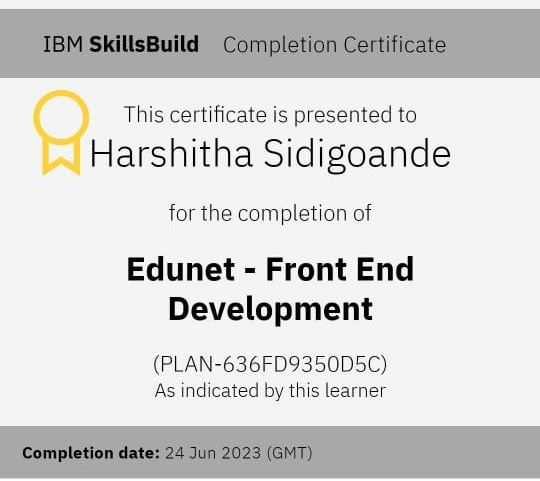 IBM SkillsBuild Completion Certificate
This certificate is presented to
Harshitha Sidigoande
for the completion of
Edunet - Front End
Development
(PLAN-636FD9350D5C)
As indicated by this learner
Completion date: 24 Jun 2023 (GMT)